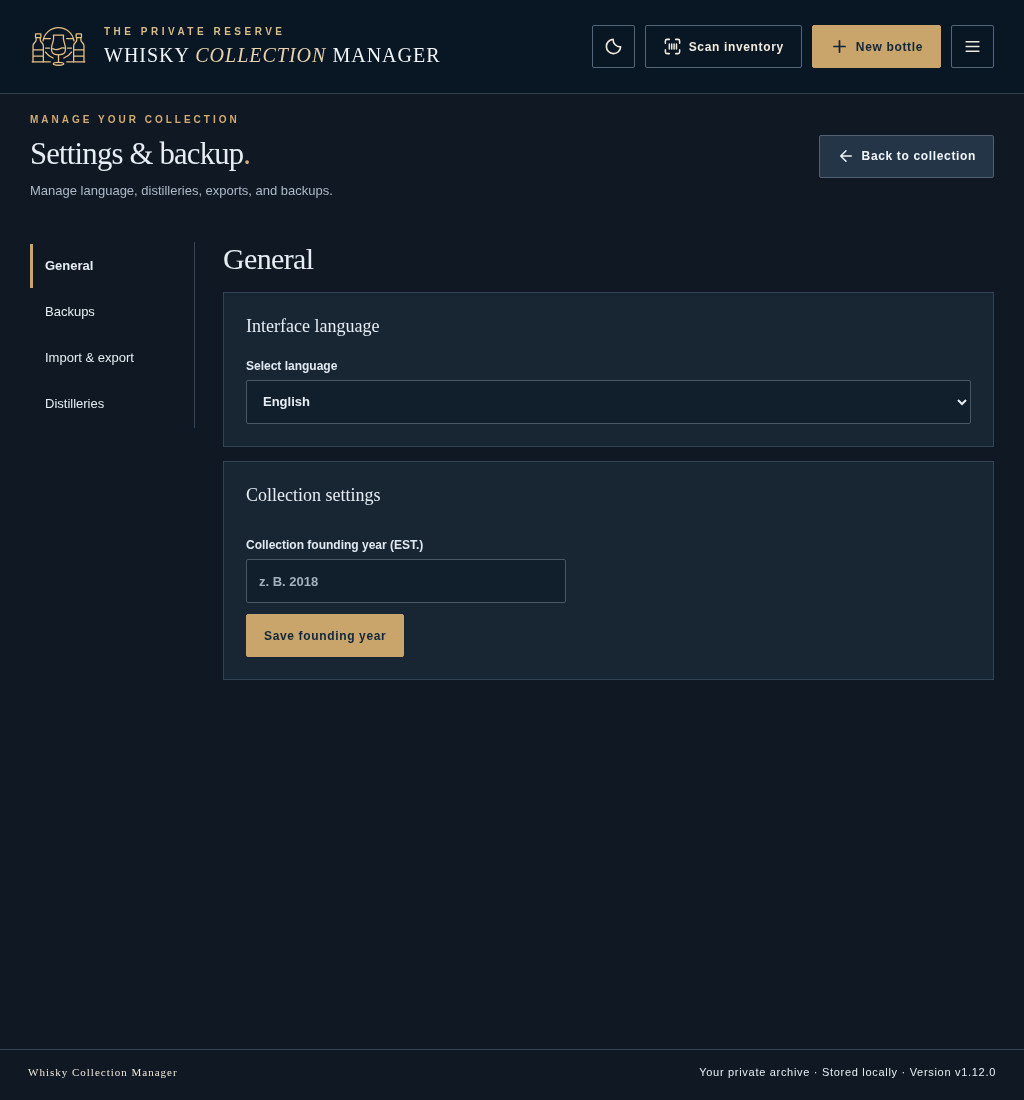 THE PRIVATE RESERVE
WHISKY COLLECTION MANAGER
Scan inventory
New bottle
MANAGE YOUR COLLECTION
Settings & backup.
Manage language, distilleries, exports, and backups.
Back to collection
General
Backups
Import & export
Distilleries
General
Interface language
Select language
English
Collection settings
Collection founding year (EST.)
z. B. 2018
Save founding year
Whisky Collection Manager
Your private archive · Stored locally · Version v1.12.0